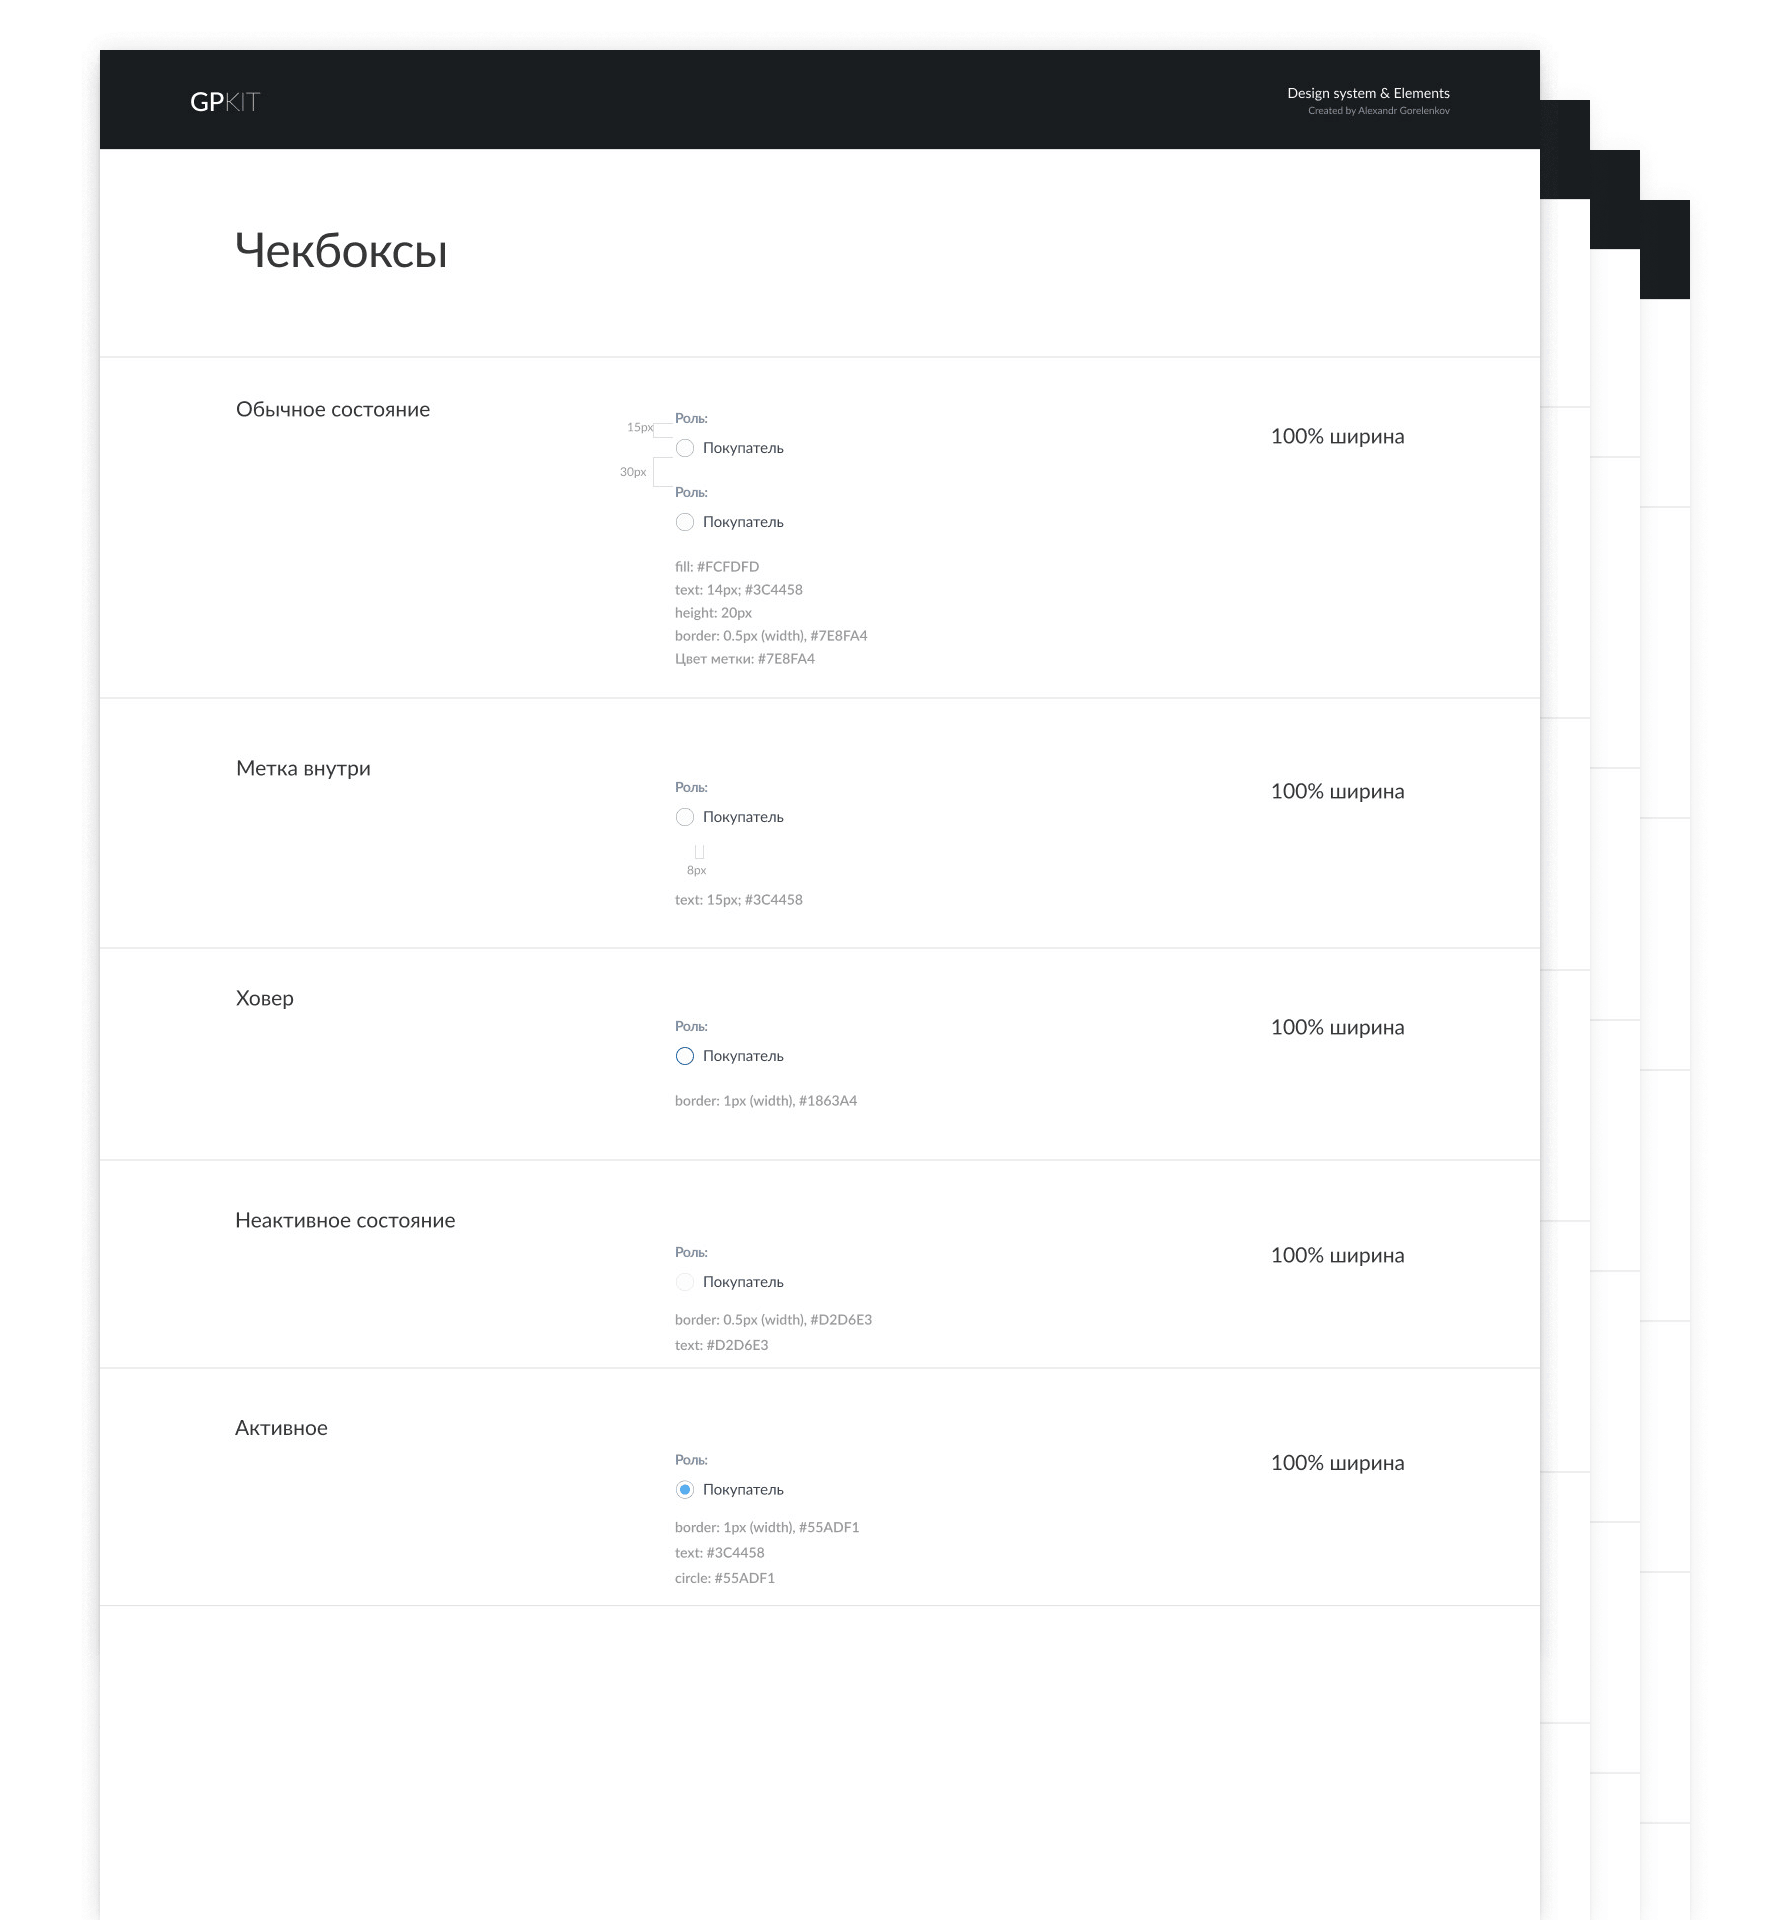 GPKIT
Design system & Elements
Created by Alexandr Gorelenkov
Чекбоксы
Обычное состояние
Роль:
15px
Покупатель
100% ширина
30px
Роль:
Покупатель
fill: #FCFDFD
text: 14px; #3C4458
height: 20px
border: 0.5px (width), #7E8FA4
Цвет метки: #7E8FA4
Метка внутри
Роль:
Покупатель
100% ширина
8px
text: 15px; #3C4458
Ховер
Роль:
Покупатель
100% ширина
border: 1px (width), #1863A4
Неактивное состояние
Роль:
Покупатель
100% ширина
border: 0.5px (width), #D2D6E3
text: #D2D6E3
Активное
Роль:
Покупатель
100% ширина
border: 1px (width), #55ADF1
text: #3C4458
circle: #55ADF1